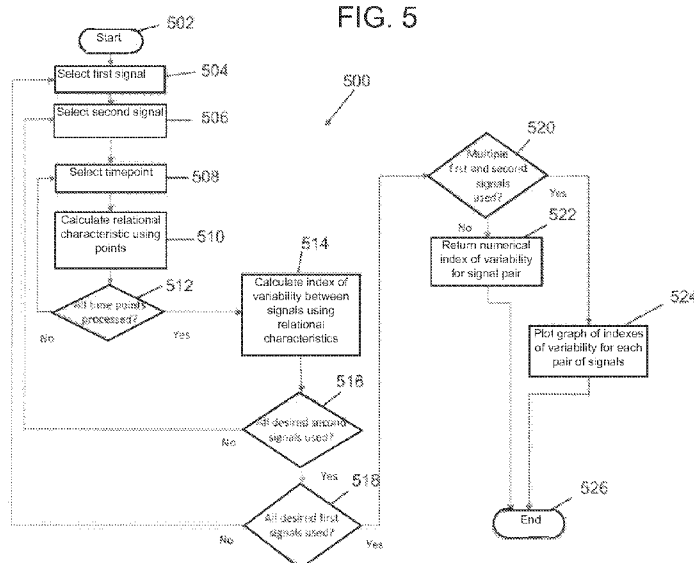 FIG. 5
502
Start
Select first signal
504
500
Select second signal
506
Select timepoint
508
Calculate relational
characteristic using
points
510
All time points
processed?
512
No
Yes
514
Calculate index of
variability between
signals using
relational
characteristics
All desired second
signals used?
516
No
Yes
All desired first
signals used?
518
No
Yes
520
Multiple
first and second
signals
used?
No
Yes
522
Return numerical
index of variability
for signal pair
524
Plot graph of indexes
of variability for each
pair of signals
526
End